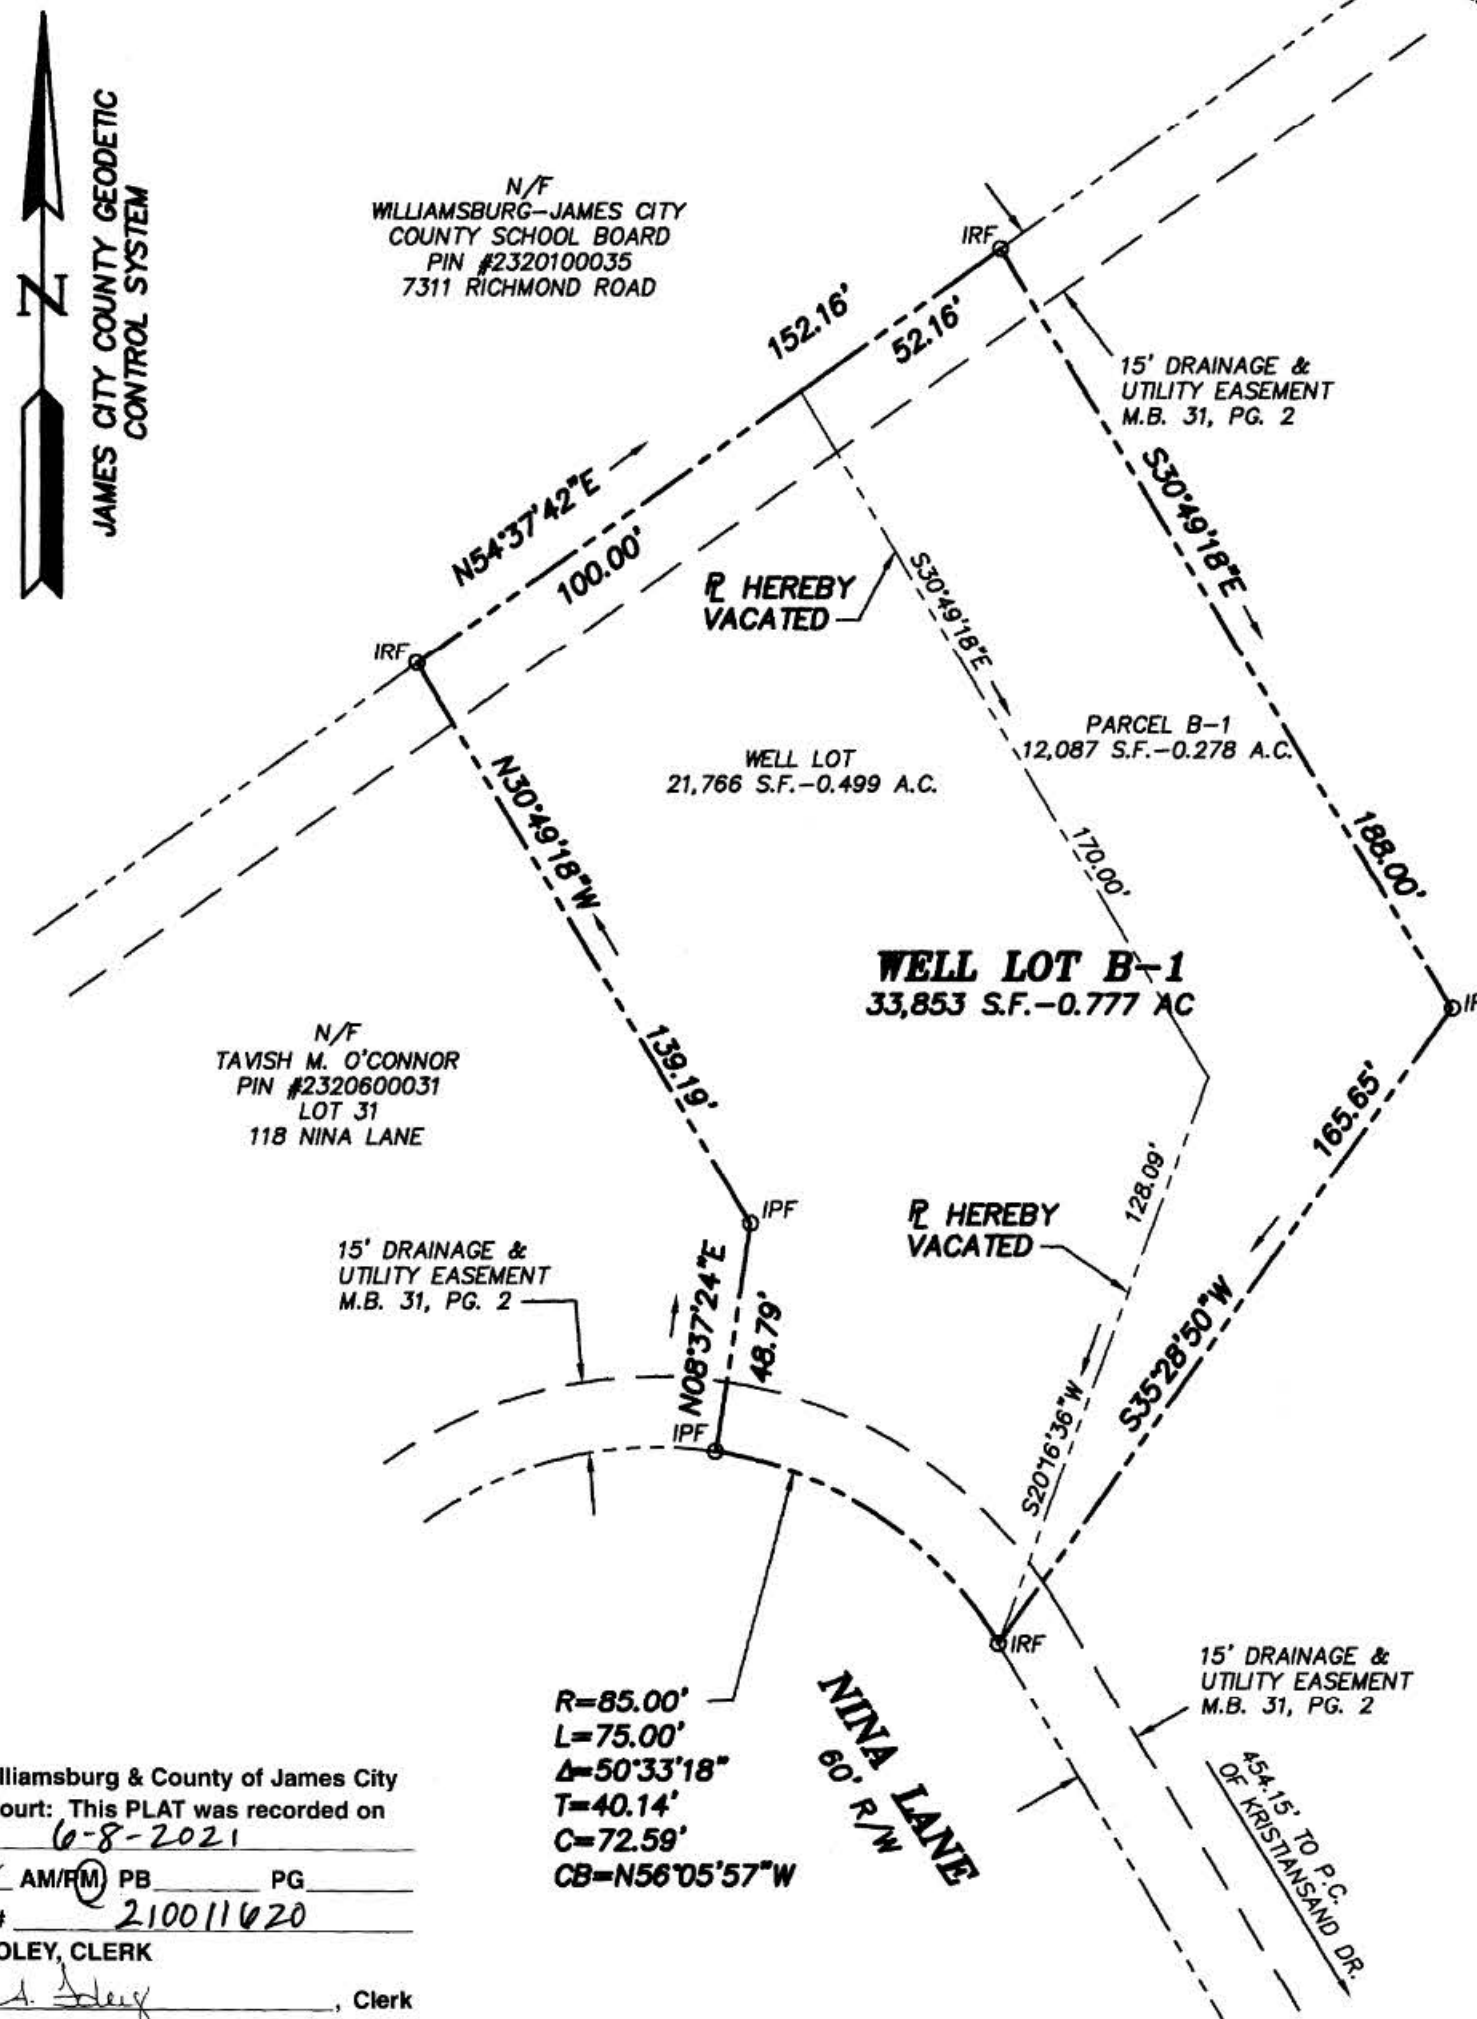 JAMES CITY COUNTY GEODETIC
CONTROL SYSTEM
N
N/F
WILLIAMSBURG-JAMES CITY
COUNTY SCHOOL BOARD
PIN #2320100035
7311 RICHMOND ROAD
IRF
152.16'
52.16'
15' DRAINAGE &
UTILITY EASEMENT
M.B. 31, PG. 2
N54°37'42"E
100.00'
S30°49'18"E
℄ HEREBY
VACATED
S30°49'18"E
IRF
PARCEL B-1
12,087 S.F.-0.278 A.C.
WELL LOT
21,766 S.F.-0.499 A.C.
N30°49'18"W
170.00'
188.00'
WELL LOT B-1
33,853 S.F.-0.777 AC
N/F
TAVISH M. O'CONNOR
PIN #2320600031
LOT 31
118 NINA LANE
139.19'
165.65'
128.09'
IPF
℄ HEREBY
VACATED
15' DRAINAGE &
UTILITY EASEMENT
M.B. 31, PG. 2
N08°37'24"E
48.79'
S35°28'50"W
S20°16'36"W
IPF
IRF
15' DRAINAGE &
UTILITY EASEMENT
M.B. 31, PG. 2
R=85.00'
L=75.00'
Δ=50°33'18"
T=40.14'
C=72.59'
CB=N56°05'57"W
NINA LANE
60' R/W
454.15' TO P.C.
OF KRISTIANSAND DR.
lliamsburg & County of James City
ourt: This PLAT was recorded on
6-8-2021
AM/PM PB PG
210011620
OLEY, CLERK
, Clerk